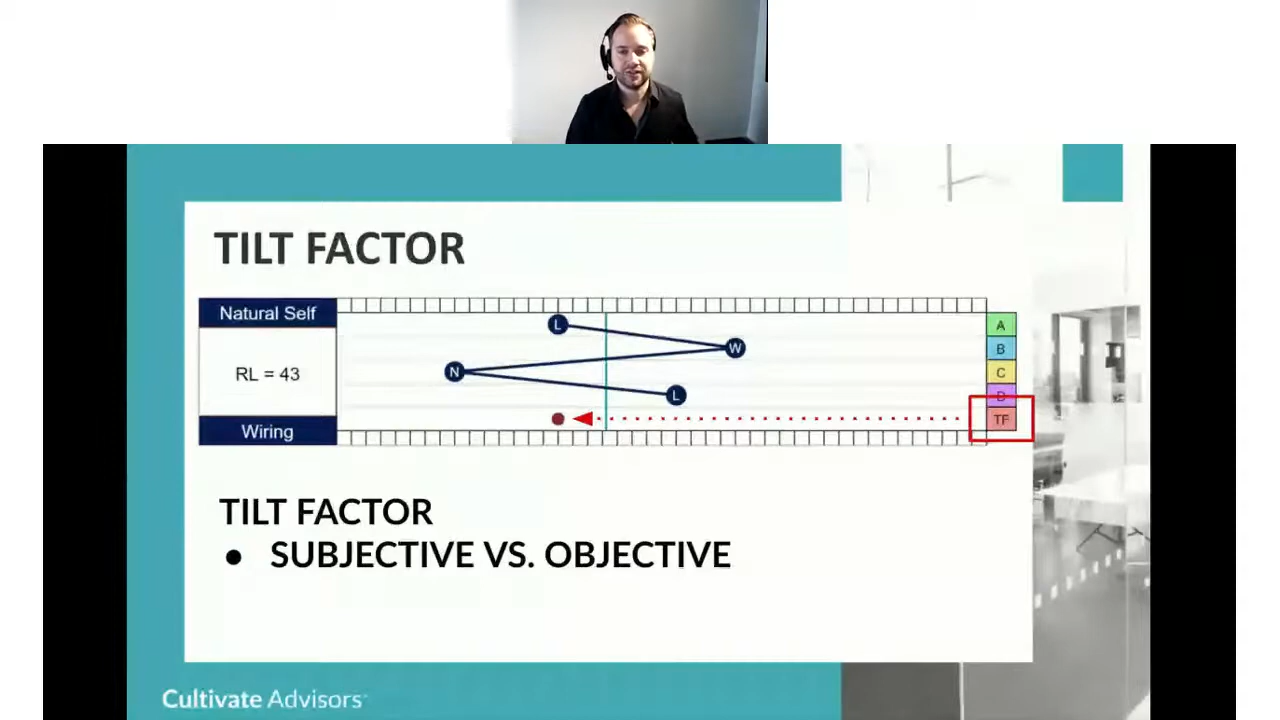 TILT FACTOR
Natural Self
RL = 43
Wiring
L
W
N
L
A
B
C
D
TF
TILT FACTOR
● SUBJECTIVE VS. OBJECTIVE
Cultivate Advisors